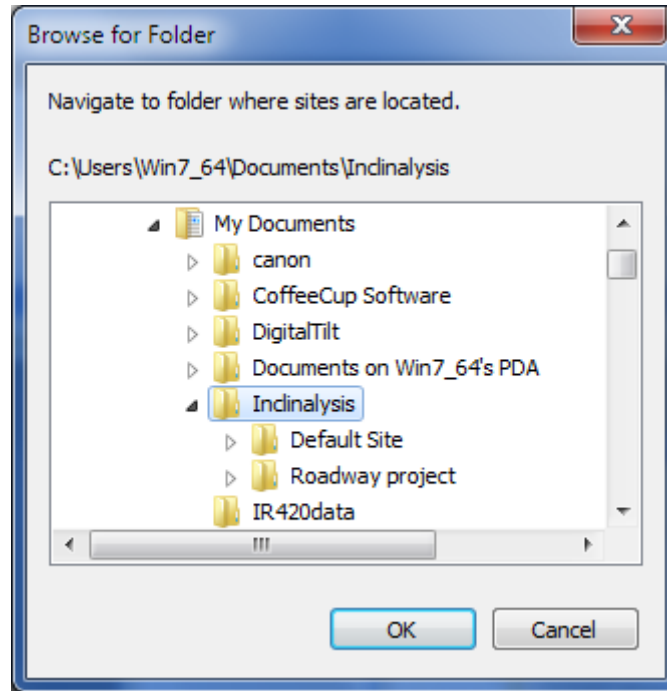 Browse for Folder
Navigate to folder where sites are located.
C:\Users\Win7_64\Documents\Inclinalysis
My Documents
canon
CoffeeCup Software
DigitalTilt
Documents on Win7_64's PDA
Inclinalysis
Default Site
Roadway project
IR420data
OK Cancel